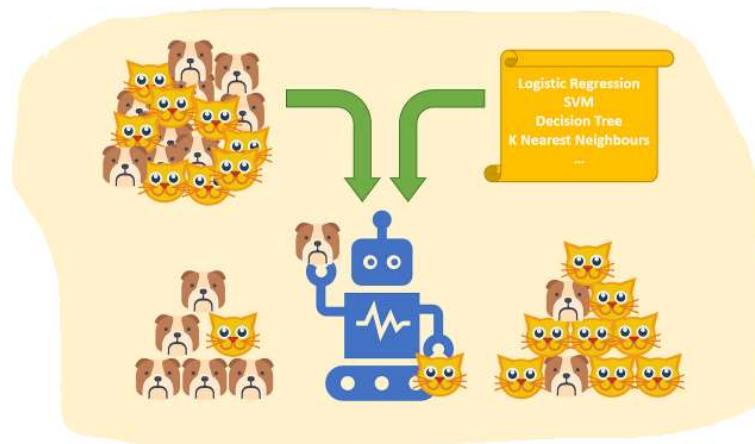 Logistic Regression
SVM
Decision Tree
K Nearest Neighbours
...